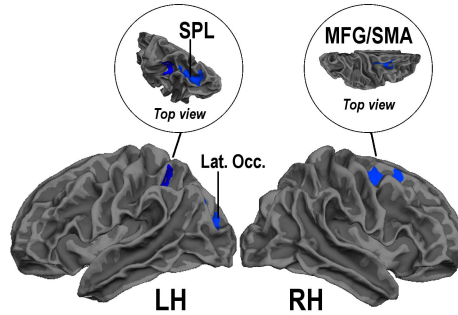 SPL
Top view
MFG/SMA
Top view
Lat. Occ.
LH
RH